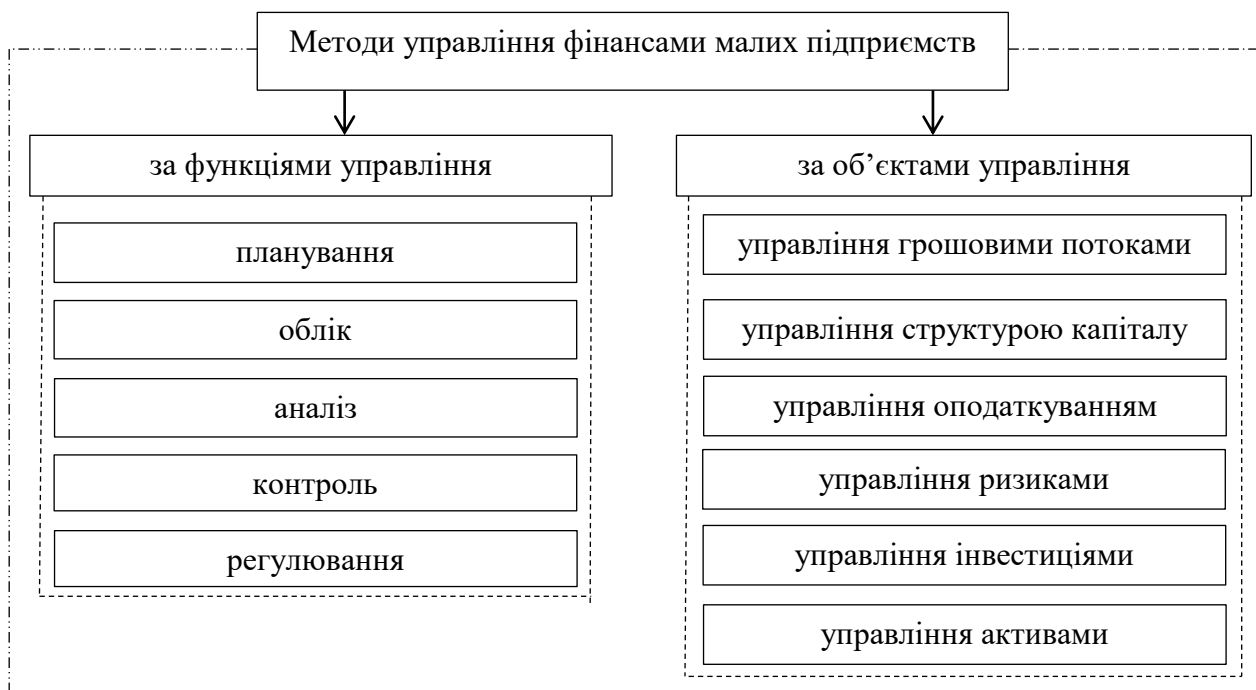 Методи управління фінансами малих підприємств
за функціями управління
планування
облік
аналіз
контроль
регулювання
за об’єктами управління
управління грошовими потоками
управління структурою капіталу
управління оподаткуванням
управління ризиками
управління інвестиціями
управління активами